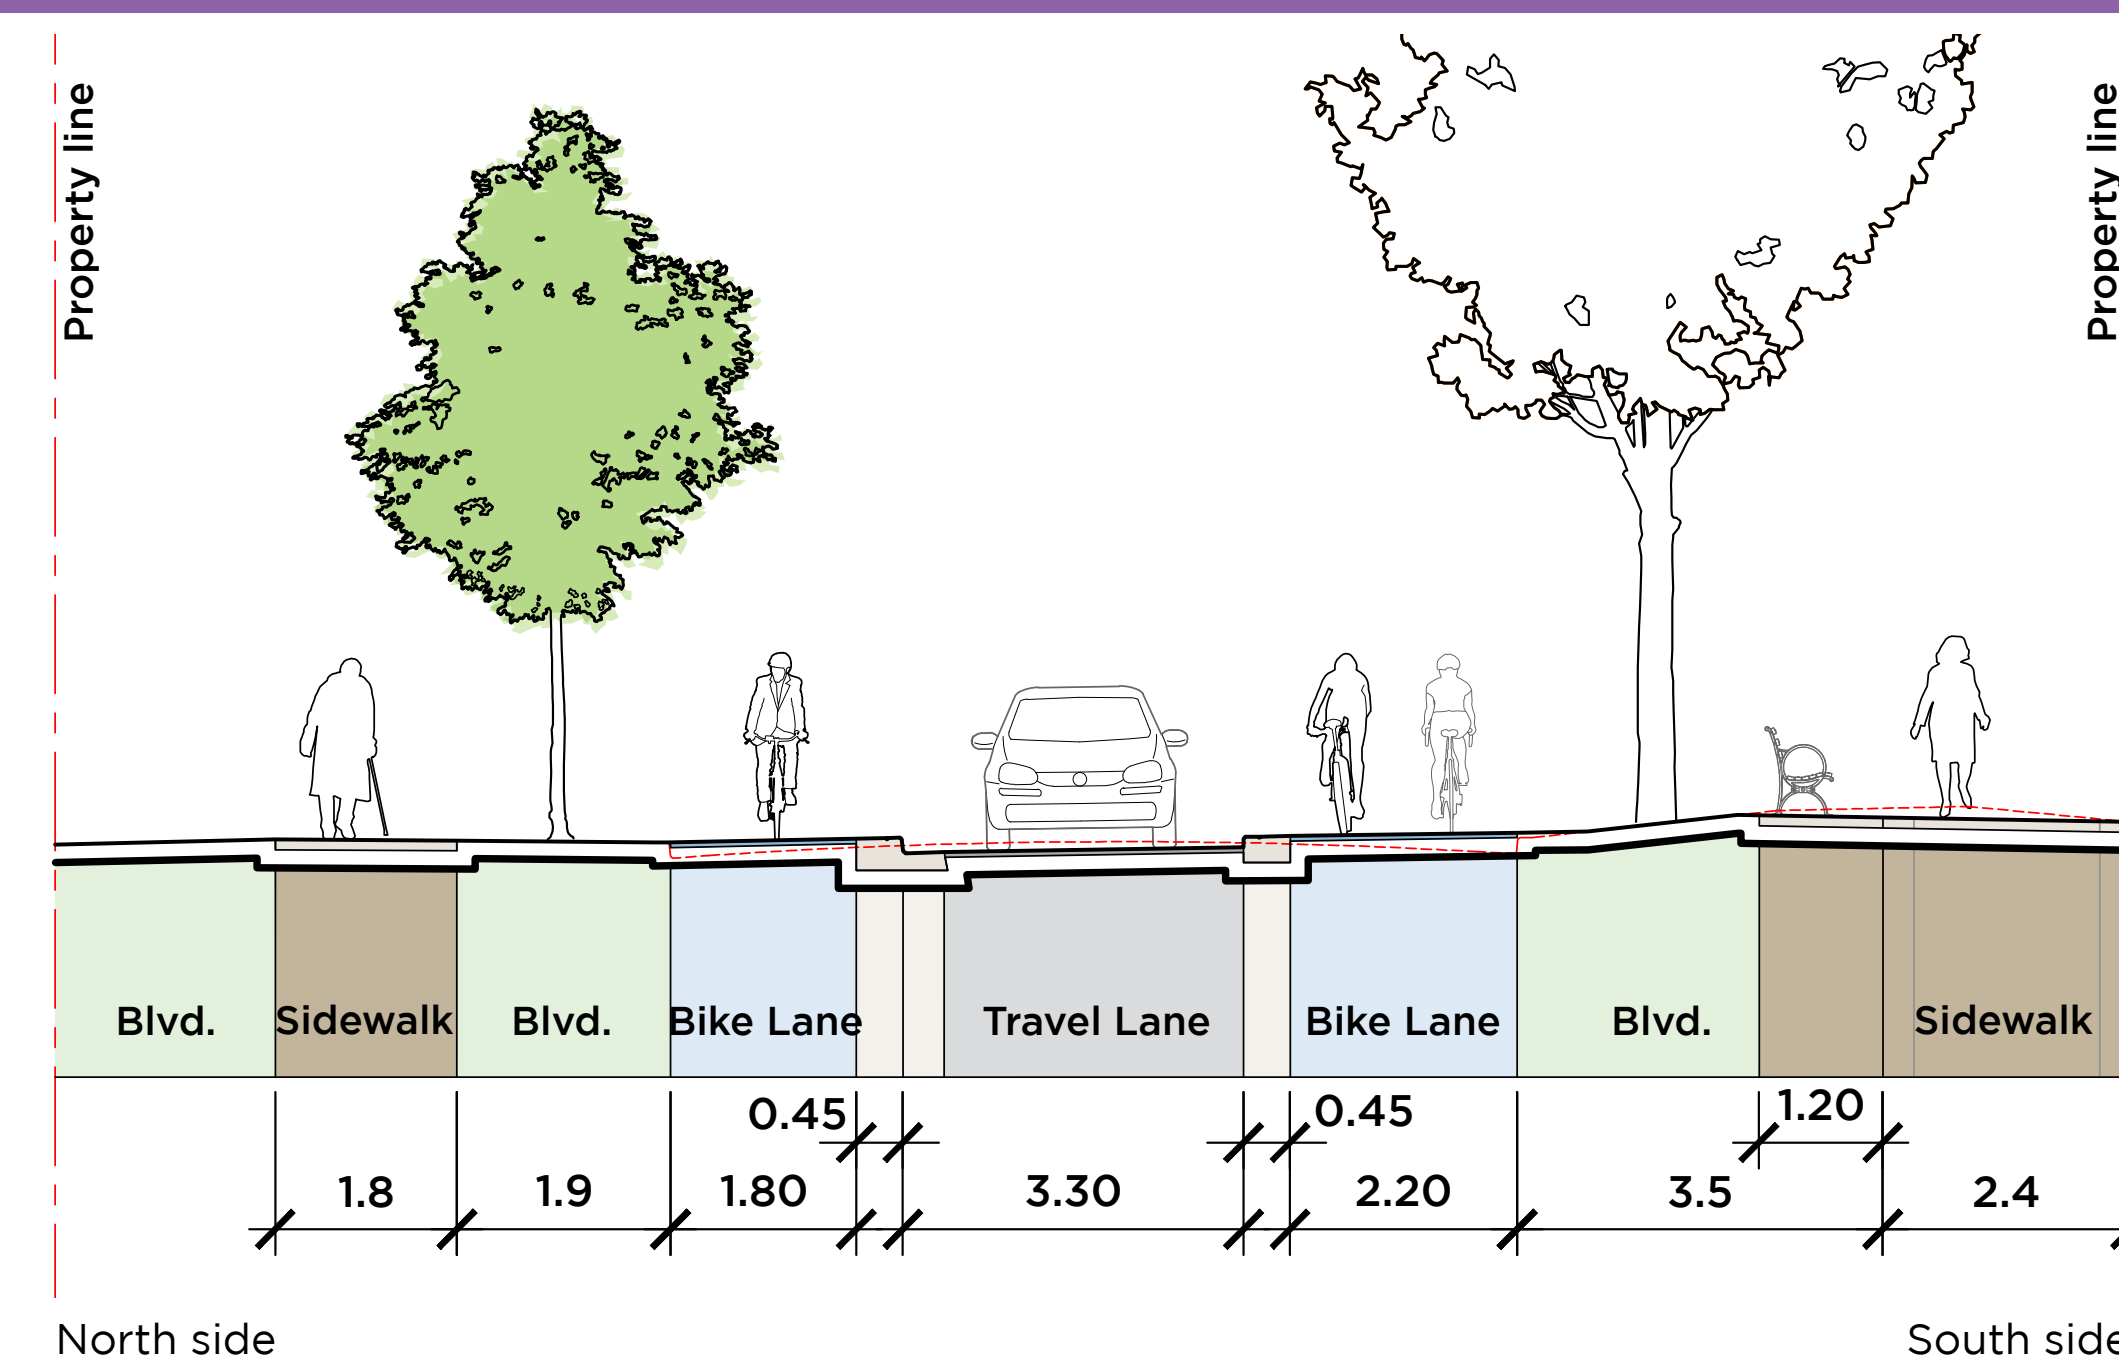 Property line
Property line
Blvd.
Sidewalk
Blvd.
Bike Lane
Travel Lane
Bike Lane
Blvd.
Sidewalk
0.45
0.45
1.20
1.8
1.9
1.80
3.30
2.20
3.5
2.4
North side
South side